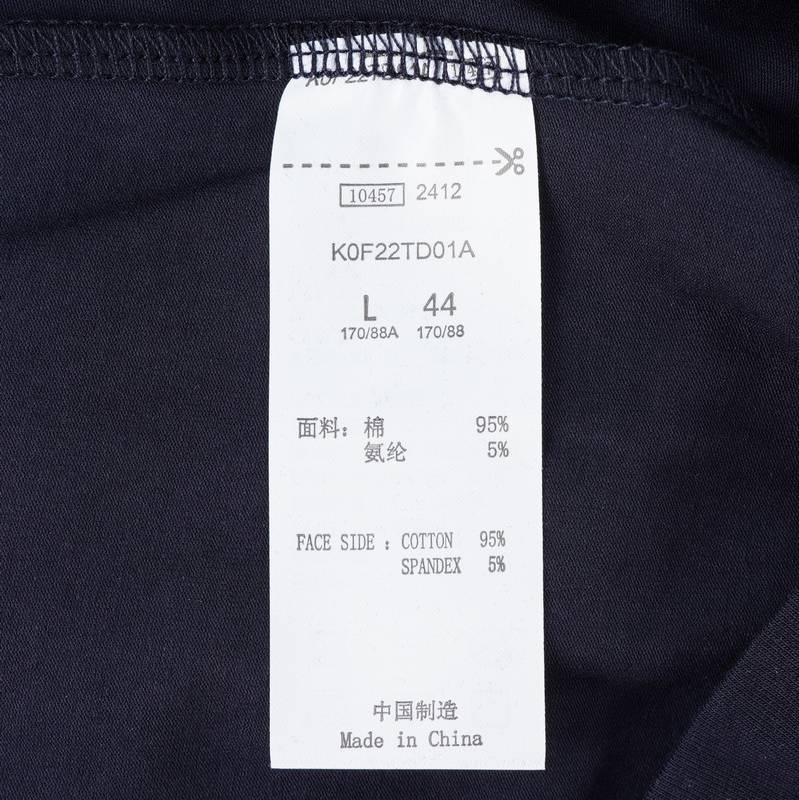 10457 2412
K0F22TD01A
L 44
170/88A 170/88
面料：棉 95%
氨纶 5%
FACE SIDE : COTTON 95%
SPANDEX 5%
中国制造
Made in China